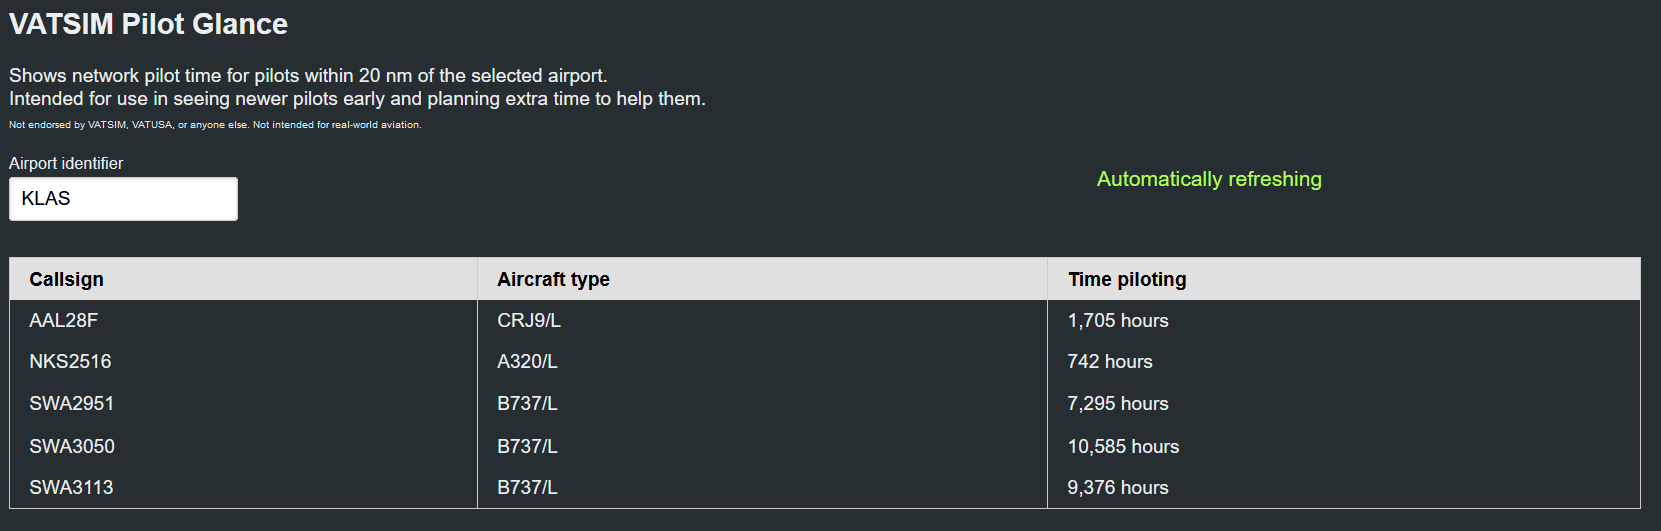 VATSIM Pilot Glance
Shows network pilot time for pilots within 20 nm of the selected airport.
Intended for use in seeing newer pilots early and planning extra time to help them.
Not endorsed by VATSIM, VATUSA, or anyone else. Not intended for real-world aviation.
Airport identifier
KLAS
Automatically refreshing
Callsign Aircraft type Time piloting
AAL28F CRJ9/L 1,705 hours
NKS2516 A320/L 742 hours
SWA2951 B737/L 7,295 hours
SWA3050 B737/L 10,585 hours
SWA3113 B737/L 9,376 hours